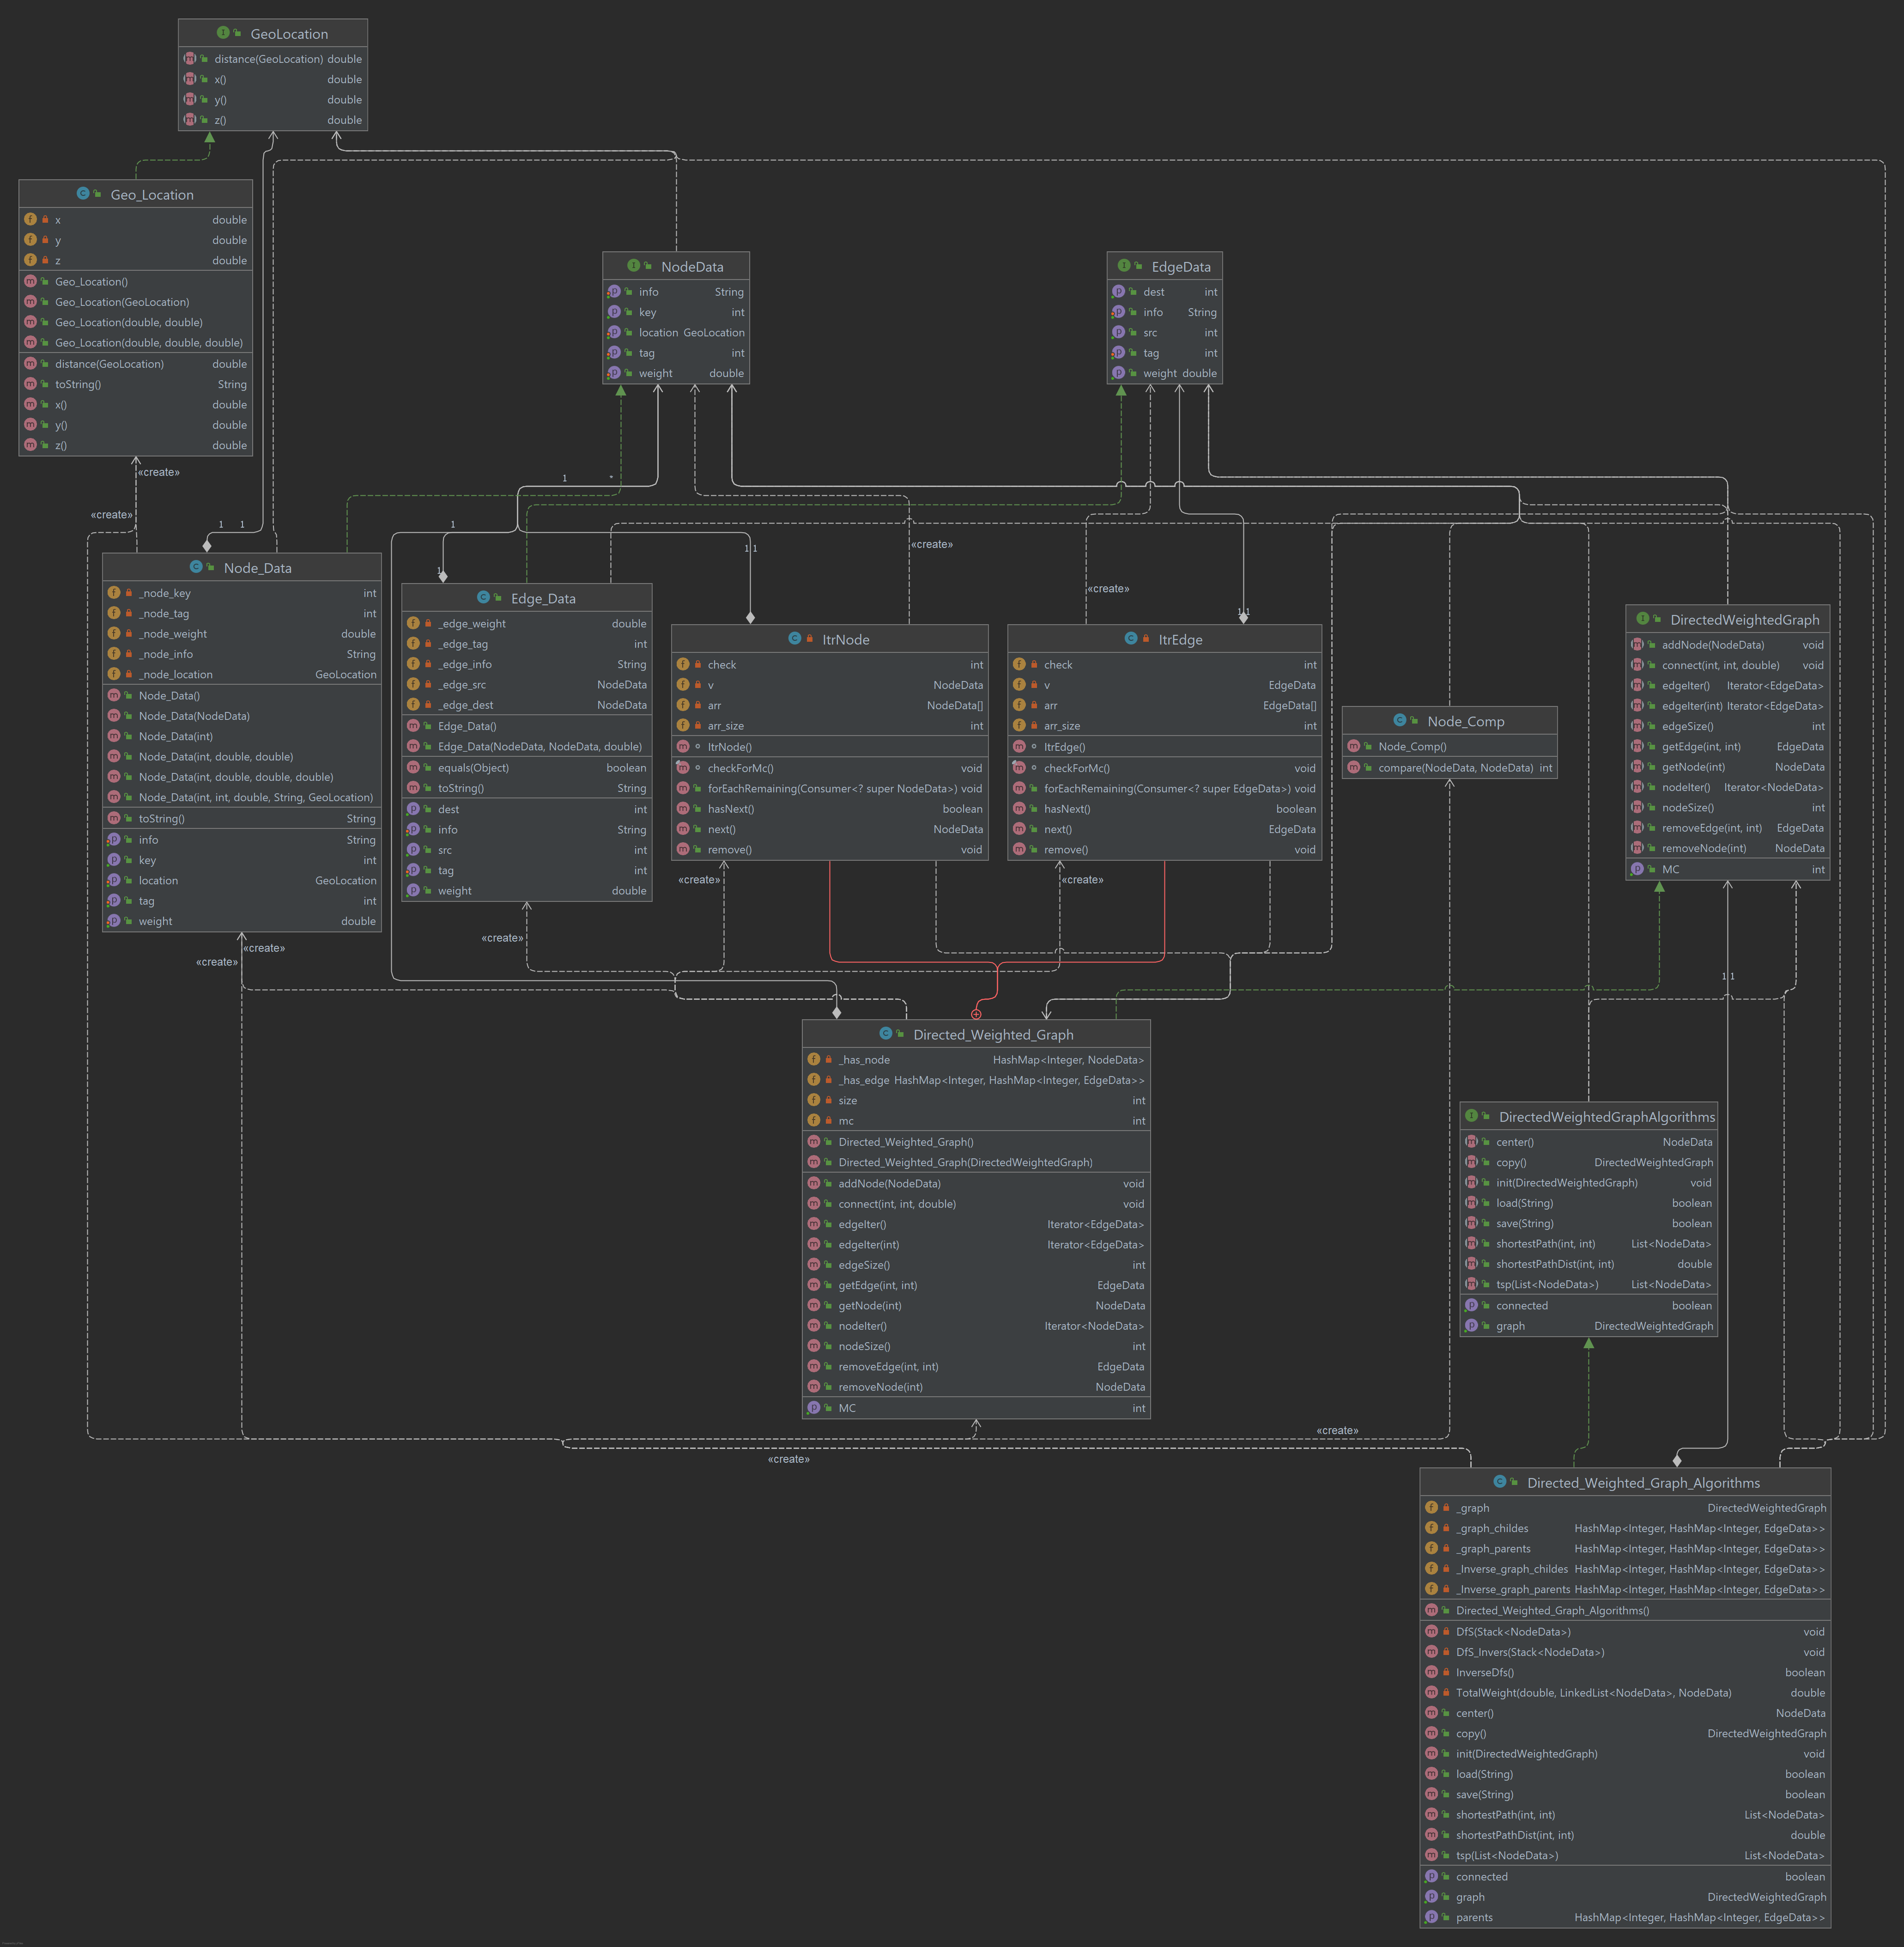 GeoLocation
distance(GeoLocation) double
x() double
y() double
z() double
Geo_Location
x double
y double
z double
Geo_Location()
Geo_Location(GeoLocation)
Geo_Location(double, double)
Geo_Location(double, double, double)
distance(GeoLocation) double
toString() String
x() double
y() double
z() double
NodeData
info String
key int
location GeoLocation
tag int
weight double
EdgeData
dest int
info String
src int
tag int
weight double
«create»
«create»
1 1
1 *
1
1
1 1
«create»
«create»
1 1
Node_Data
_node_key int
_node_tag int
_node_weight double
_node_info String
_node_location GeoLocation
Node_Data()
Node_Data(NodeData)
Node_Data(int)
Node_Data(int, double, double)
Node_Data(int, double, double, double)
Node_Data(int, int, double, String, GeoLocation)
toString() String
info String
key int
location GeoLocation
tag int
weight double
Edge_Data
_edge_weight double
_edge_tag int
_edge_info String
_edge_src NodeData
_edge_dest NodeData
Edge_Data()
Edge_Data(NodeData, NodeData, double)
equals(Object) boolean
toString() String
dest int
info String
src int
tag int
weight double
ItrNode
check int
v NodeData
arr NodeData[]
arr_size int
ItrNode()
checkForMc() void
forEachRemaining(Consumer<? super NodeData>) void
hasNext() boolean
next() NodeData
remove() void
ItrEdge
check int
v EdgeData
arr EdgeData[]
arr_size int
ItrEdge()
checkForMc() void
forEachRemaining(Consumer<? super EdgeData>) void
hasNext() boolean
next() EdgeData
remove() void
Node_Comp
Node_Comp()
compare(NodeData, NodeData) int
DirectedWeightedGraph
addNode(NodeData) void
connect(int, int, double) void
edgeIter() Iterator<EdgeData>
edgeIter(int) Iterator<EdgeData>
edgeSize() int
getEdge(int, int) EdgeData
getNode(int) NodeData
nodeIter() Iterator<NodeData>
nodeSize() int
removeEdge(int, int) EdgeData
removeNode(int) NodeData
MC int
«create»
«create»
«create»
«create»
«create»
1 1
Directed_Weighted_Graph
_has_node HashMap<Integer, NodeData>
_has_edge HashMap<Integer, HashMap<Integer, EdgeData>>
size int
mc int
Directed_Weighted_Graph()
Directed_Weighted_Graph(DirectedWeightedGraph)
addNode(NodeData) void
connect(int, int, double) void
edgeIter() Iterator<EdgeData>
edgeIter(int) Iterator<EdgeData>
edgeSize() int
getEdge(int, int) EdgeData
getNode(int) NodeData
nodeIter() Iterator<NodeData>
nodeSize() int
removeEdge(int, int) EdgeData
removeNode(int) NodeData
MC int
DirectedWeightedGraphAlgorithms
center() NodeData
copy() DirectedWeightedGraph
init(DirectedWeightedGraph) void
load(String) boolean
save(String) boolean
shortestPath(int, int) List<NodeData>
shortestPathDist(int, int) double
tsp(List<NodeData>) List<NodeData>
connected boolean
graph DirectedWeightedGraph
«create»
«create»
Directed_Weighted_Graph_Algorithms
_graph DirectedWeightedGraph
_graph_childes HashMap<Integer, HashMap<Integer, EdgeData>>
_graph_parents HashMap<Integer, HashMap<Integer, EdgeData>>
_Inverse_graph_childes HashMap<Integer, HashMap<Integer, EdgeData>>
_Inverse_graph_parents HashMap<Integer, HashMap<Integer, EdgeData>>
Directed_Weighted_Graph_Algorithms()
DfS(Stack<NodeData>) void
DfS_Invers(Stack<NodeData>) void
InverseDfs() boolean
TotalWeight(double, LinkedList<NodeData>, NodeData) double
center() NodeData
copy() DirectedWeightedGraph
init(DirectedWeightedGraph) void
load(String) boolean
save(String) boolean
shortestPath(int, int) List<NodeData>
shortestPathDist(int, int) double
tsp(List<NodeData>) List<NodeData>
connected boolean
graph DirectedWeightedGraph
parents HashMap<Integer, HashMap<Integer, EdgeData>>